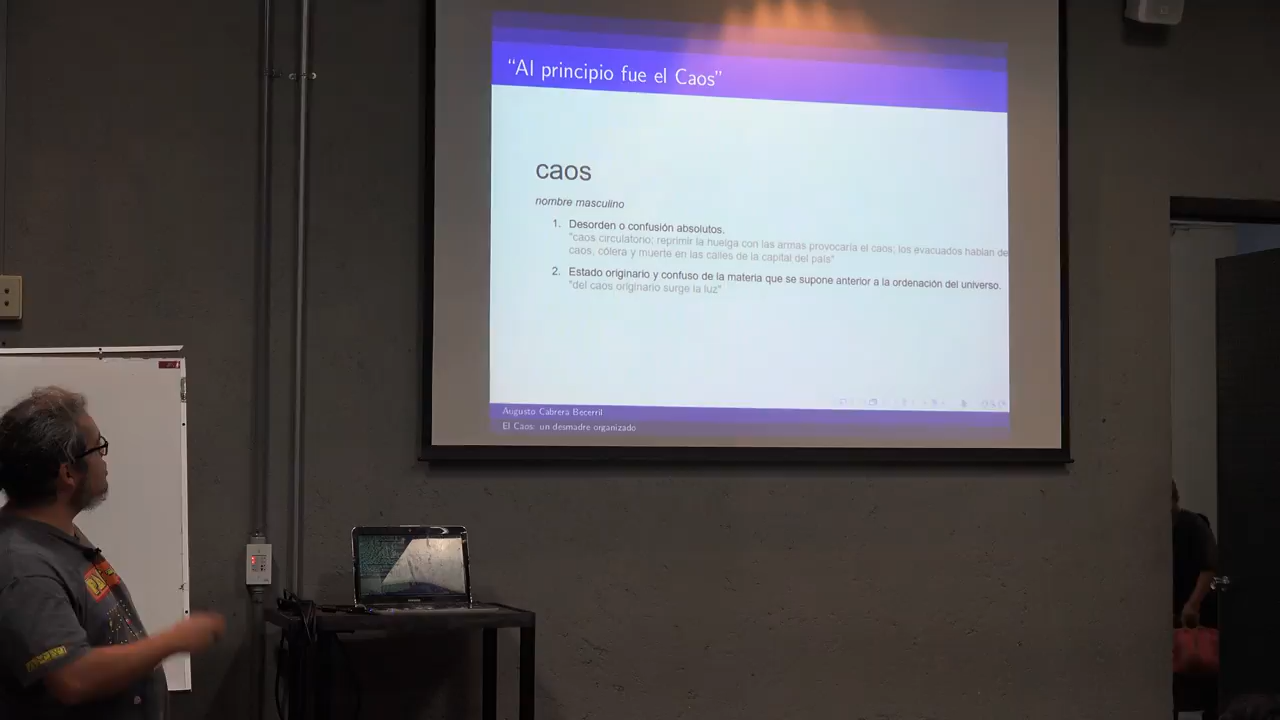 “Al principio fue el Caos”
caos
nombre masculino
1. Desorden o confusión absolutos.
"caos circulatorio; reprimir la huelga con las armas provocaría el caos; los evacuados hablan de
caos, cólera y muerte en las calles de la capital del país"
2. Estado originario y confuso de la materia que se supone anterior a la ordenación del universo.
"del caos originario surge la luz"
Augusto Cabrera Becerril
El Caos: un desmadre organizado